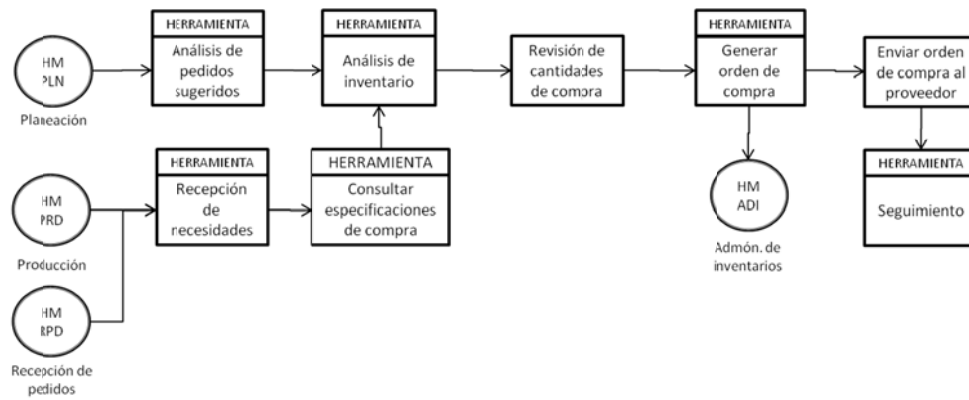 HM
PLN
Planeación
HERRAMIENTA
Análisis de
pedidos
sugeridos
HERRAMIENTA
Análisis de
inventario
Revisión de
cantidades
de compra
HERRAMIENTA
Generar
orden de
compra
Enviar orden
de compra al
proveedor
HM
PRD
Producción
HERRAMIENTA
Recepción
de
necesidades
HERRAMIENTA
Consultar
especificaciones
de compra
HM
ADI
Admón. de
inventarios
HERRAMIENTA
Seguimiento
HM
RPD
Recepción de
pedidos